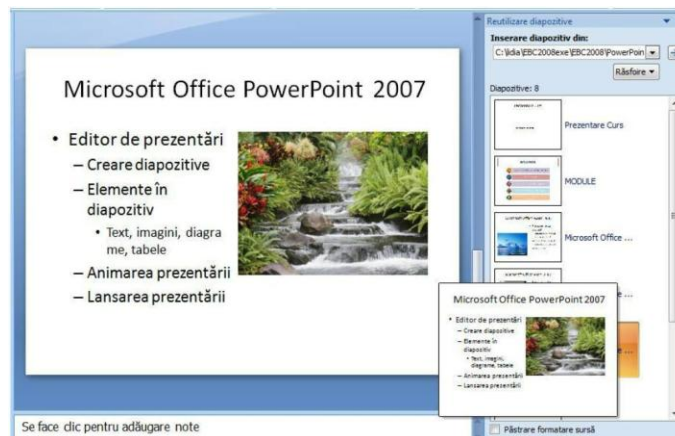 Microsoft Office PowerPoint 2007
• Editor de prezentări
– Creare diapozitive
– Elemente în
diapozitiv
• Text, imagini, diagra
me, tabele
– Animarea prezentării
– Lansarea prezentării
Se face clic pentru adăugare note
Reutilizare diapozitive
Inserare diapozitiv din:
C:\lidia\EBC2008exe\EBC2008\PowerPoin
Răsfoire
Diapozitive: 8
Prezentare Curs
MODULE
Microsoft Office ...
Microsoft Office PowerPoint 2007
• Editor de prezentări
– Creare diapozitive
– Elemente în
diapozitiv
• Text, imagini,
diagrame, tabele
– Animarea prezentării
– Lansarea prezentării
Păstrare formatare sursă